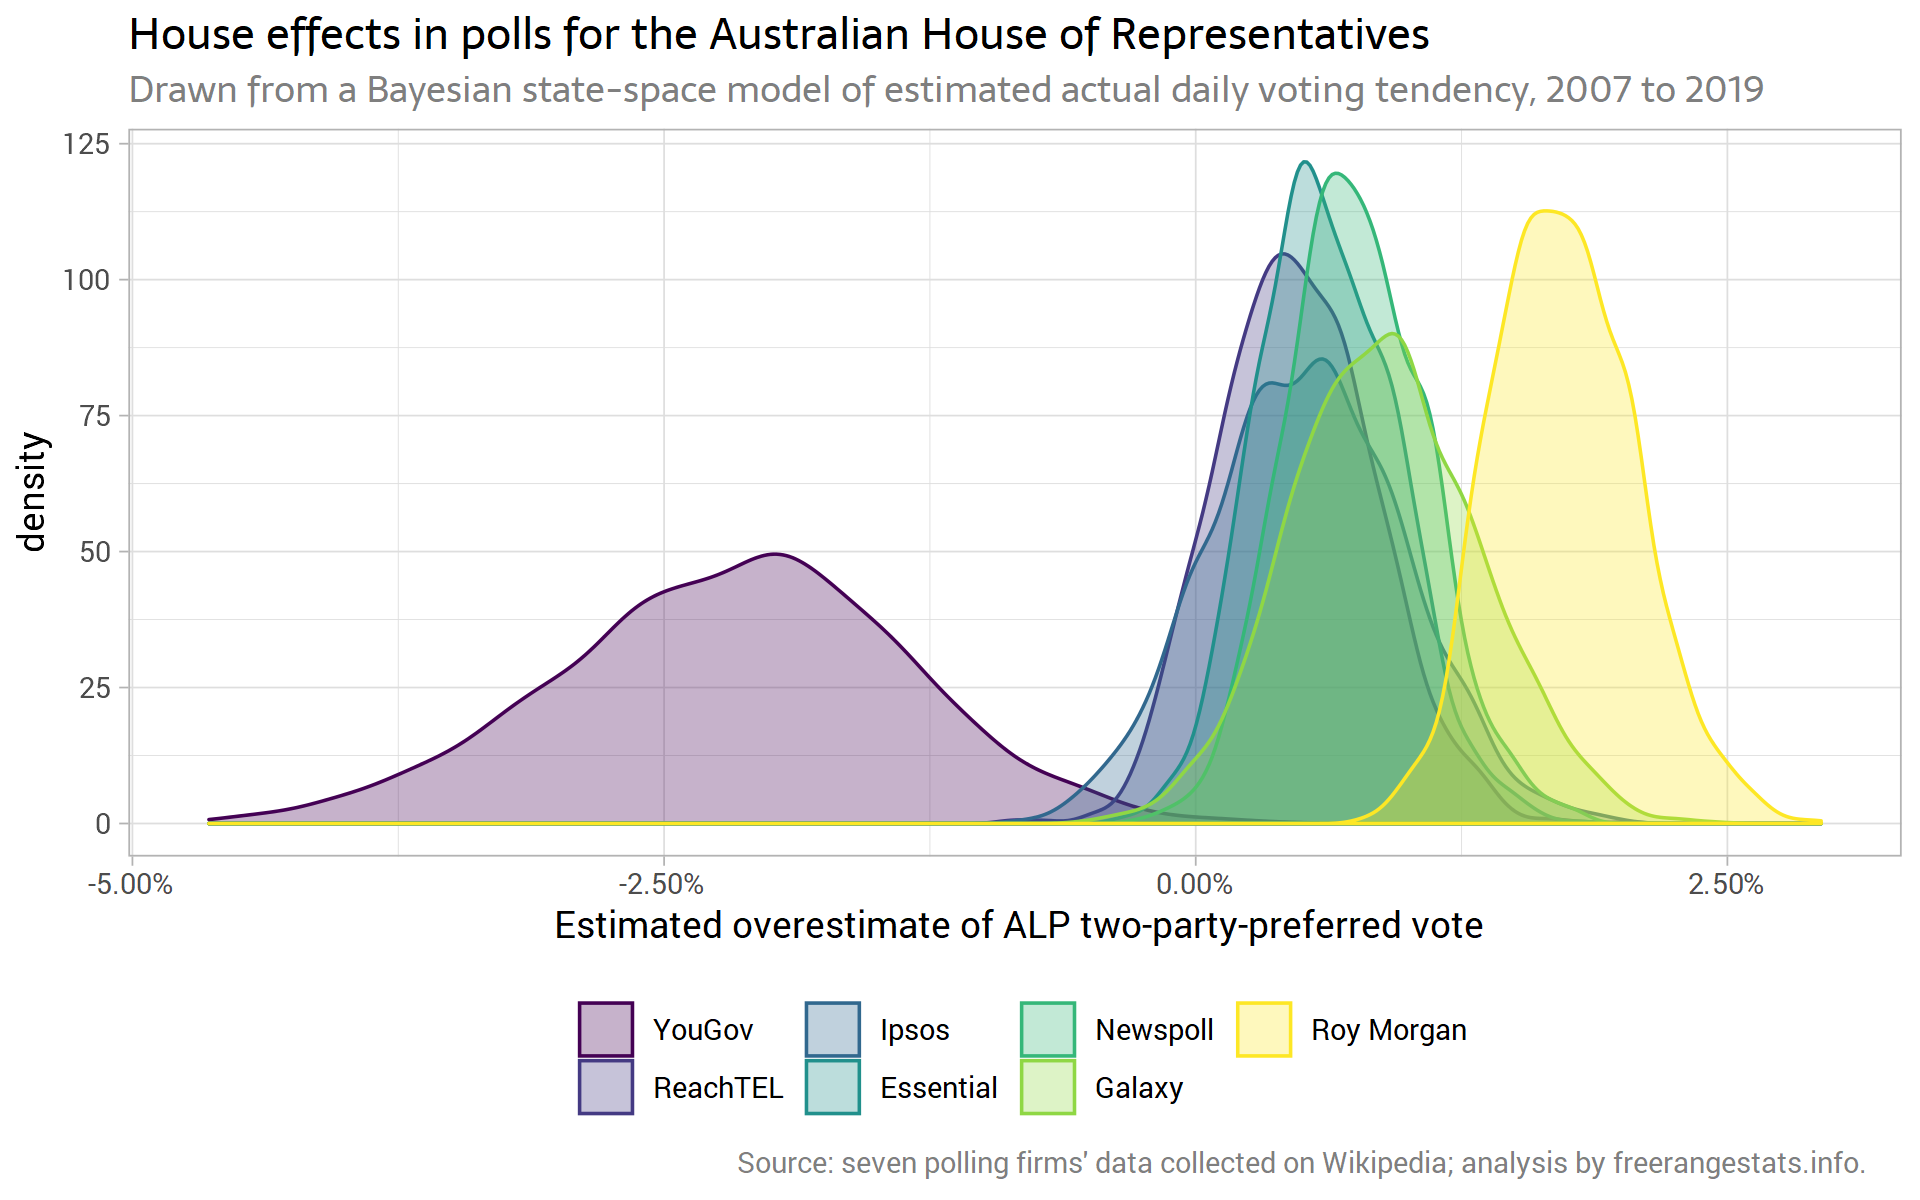 House effects in polls for the Australian House of Representatives
Drawn from a Bayesian state-space model of estimated actual daily voting tendency, 2007 to 2019
125
100
75
50
25
0
density
-5.00%
-2.50%
0.00%
2.50%
Estimated overestimate of ALP two-party-preferred vote
YouGov
Ipsos
Newspoll
Roy Morgan
ReachTEL
Essential
Galaxy
Source: seven polling firms' data collected on Wikipedia; analysis by freerangestats.info.